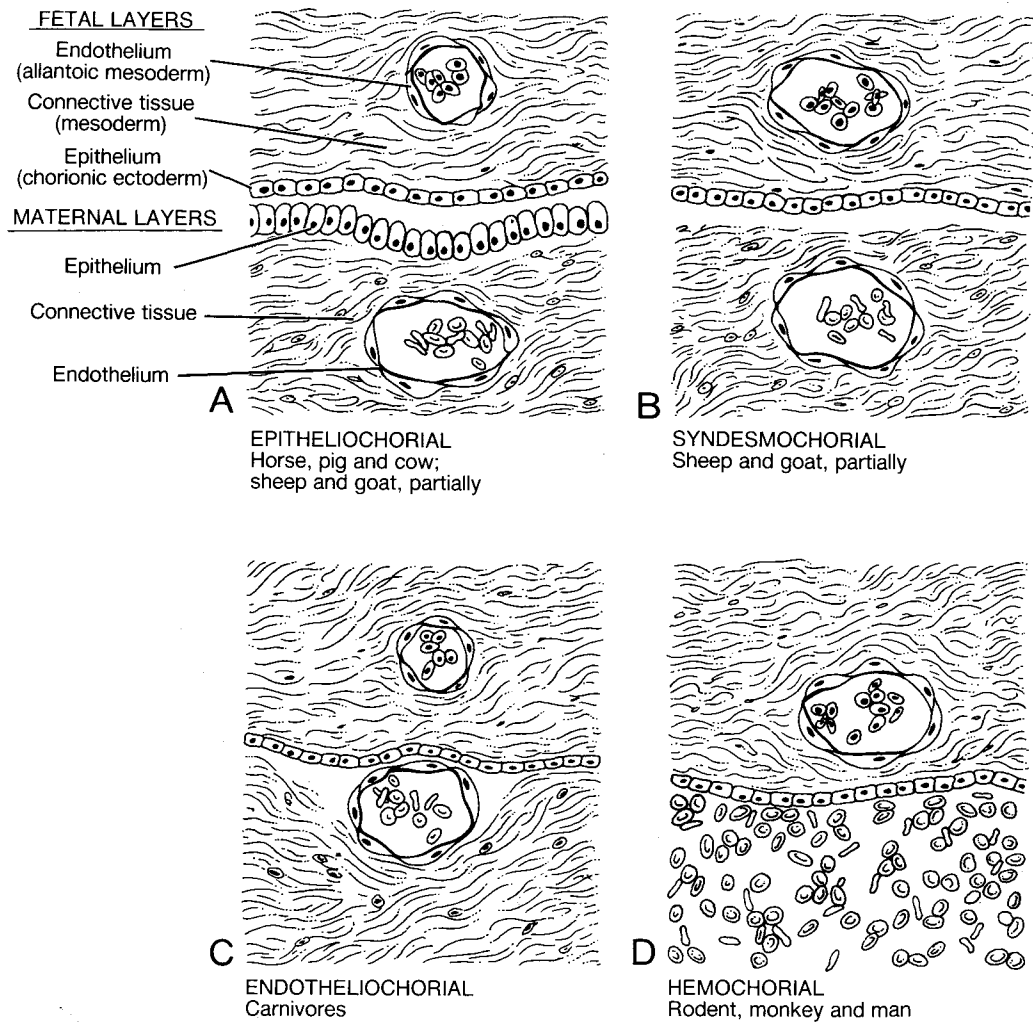 FETAL LAYERS
Endothelium
(allantoic mesoderm)
Connective tissue
(mesoderm)
Epithelium
(chorionic ectoderm)
MATERNAL LAYERS
Epithelium
Connective tissue
Endothelium
A
EPITHELIOCHORIAL
Horse, pig and cow;
sheep and goat, partially
B
SYNDESMOCHORIAL
Sheep and goat, partially
C
ENDOTHELIOCHORIAL
Carnivores
D
HEMOCHORIAL
Rodent, monkey and man